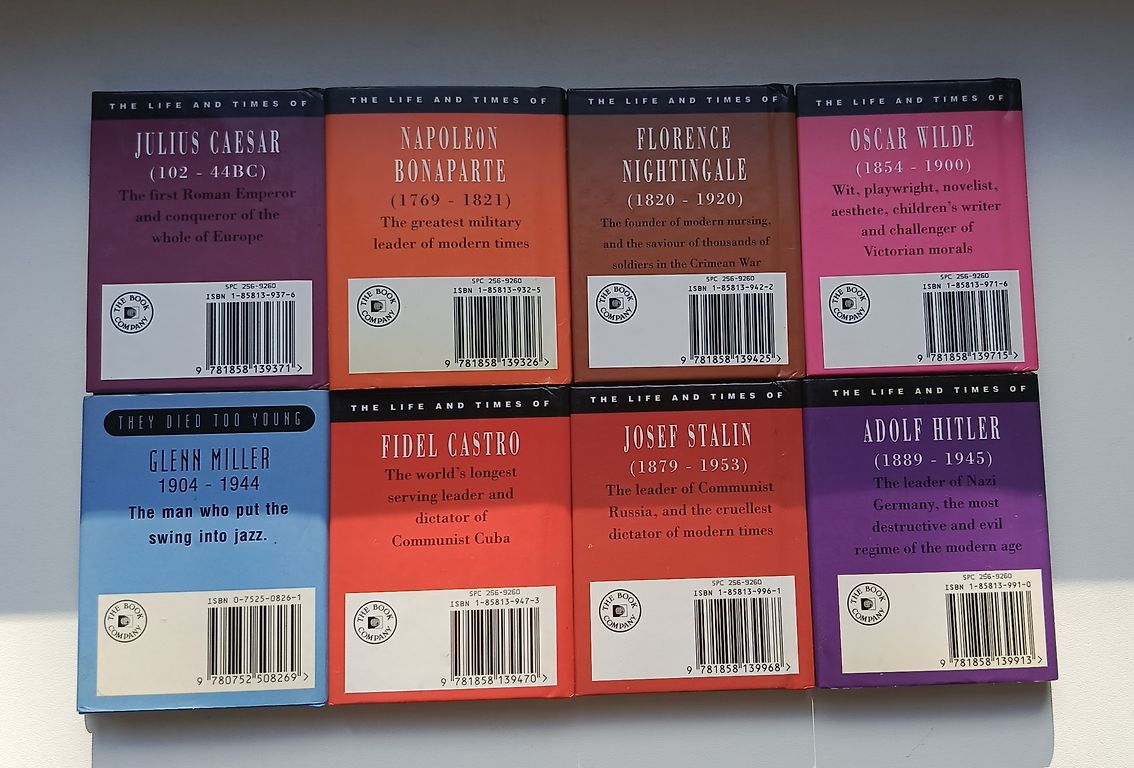 THE LIFE AND TIMES OF
JULIUS CAESAR
(102 - 44BC)
The first Roman Emperor
and conqueror of the
whole of Europe
THE BOOK COMPANY
SPC 256-9260
ISBN 1-85813-937-6
9 781858 139371 >
THE LIFE AND TIMES OF
NAPOLEON
BONAPARTE
(1769 - 1821)
The greatest military
leader of modern times
THE BOOK COMPANY
SPC 256-9260
ISBN 1-85813-932-5
9 781858 139326 >
THE LIFE AND TIMES OF
FLORENCE
NIGHTINGALE
(1820 - 1920)
The founder of modern nursing,
and the saviour of thousands of
soldiers in the Crimean War
THE BOOK COMPANY
SPC 256-9260
ISBN 1-85813-942-2
9 781858 139425 >
THE LIFE AND TIMES OF
OSCAR WILDE
(1854 - 1900)
Wit, playwright, novelist,
aesthete, children's writer
and challenger of
Victorian morals
THE BOOK COMPANY
SPC 256-9260
ISBN 1-85813-971-6
9 781858 139715 >
THEY DIED TOO YOUNG
GLENN MILLER
1904 - 1944
The man who put the
swing into jazz.
THE BOOK COMPANY
ISBN 0-7525-0826-1
9 780752 508269 >
THE LIFE AND TIMES OF
FIDEL CASTRO
The world's longest
serving leader and
dictator of
Communist Cuba
THE BOOK COMPANY
SPC 256-9260
ISBN 1-85813-947-3
9 781858 139470 >
THE LIFE AND TIMES OF
JOSEF STALIN
(1879 - 1953)
The leader of Communist
Russia, and the cruellest
dictator of modern times
THE BOOK COMPANY
SPC 256-9260
ISBN 1-85813-996-1
9 781858 139968 >
THE LIFE AND TIMES OF
ADOLF HITLER
(1889 - 1945)
The leader of Nazi
Germany, the most
destructive and evil
regime of the modern age
THE BOOK COMPANY
SPC 256-9260
ISBN 1-85813-991-0
9 781858 139913 >